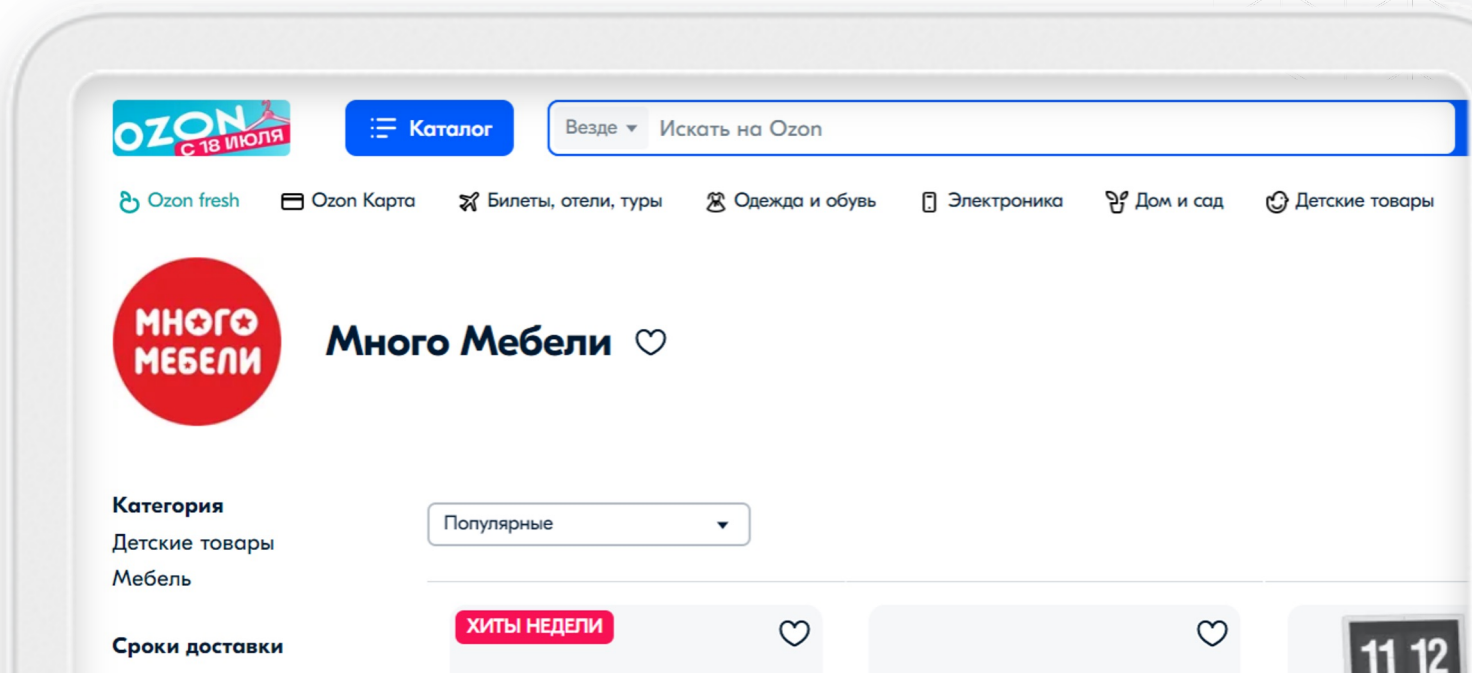 OZON
С 18 ИЮЛЯ
Каталог
Везде
Искать на Ozon
Ozon fresh
Ozon Карта
Билеты, отели, туры
Одежда и обувь
Электроника
Дом и сад
Детские товары
МНОГО
МЕБЕЛИ
Много Мебели
Категория
Детские товары
Мебель
Сроки доставки
Популярные
ХИТЫ НЕДЕЛИ
11 12